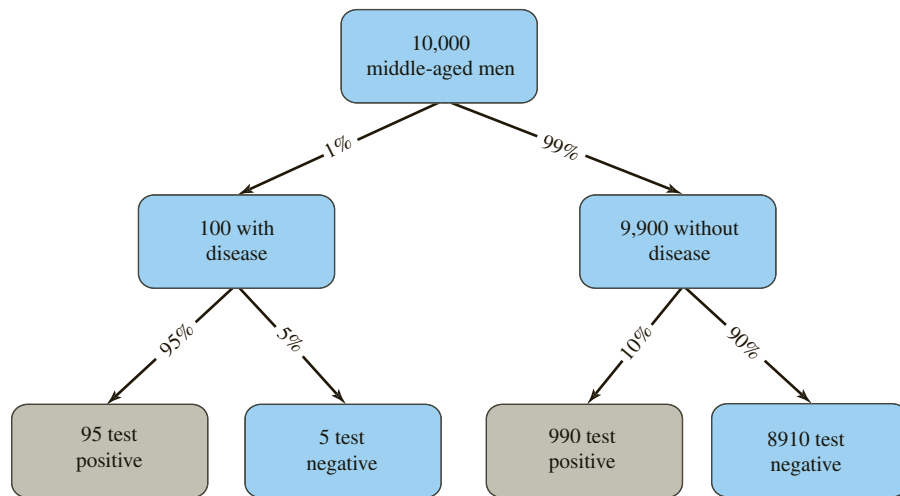 10,000
middle-aged men
1%
99%
100 with
disease
9,900 without
disease
95%
5%
10%
90%
95 test
positive
5 test
negative
990 test
positive
8910 test
negative